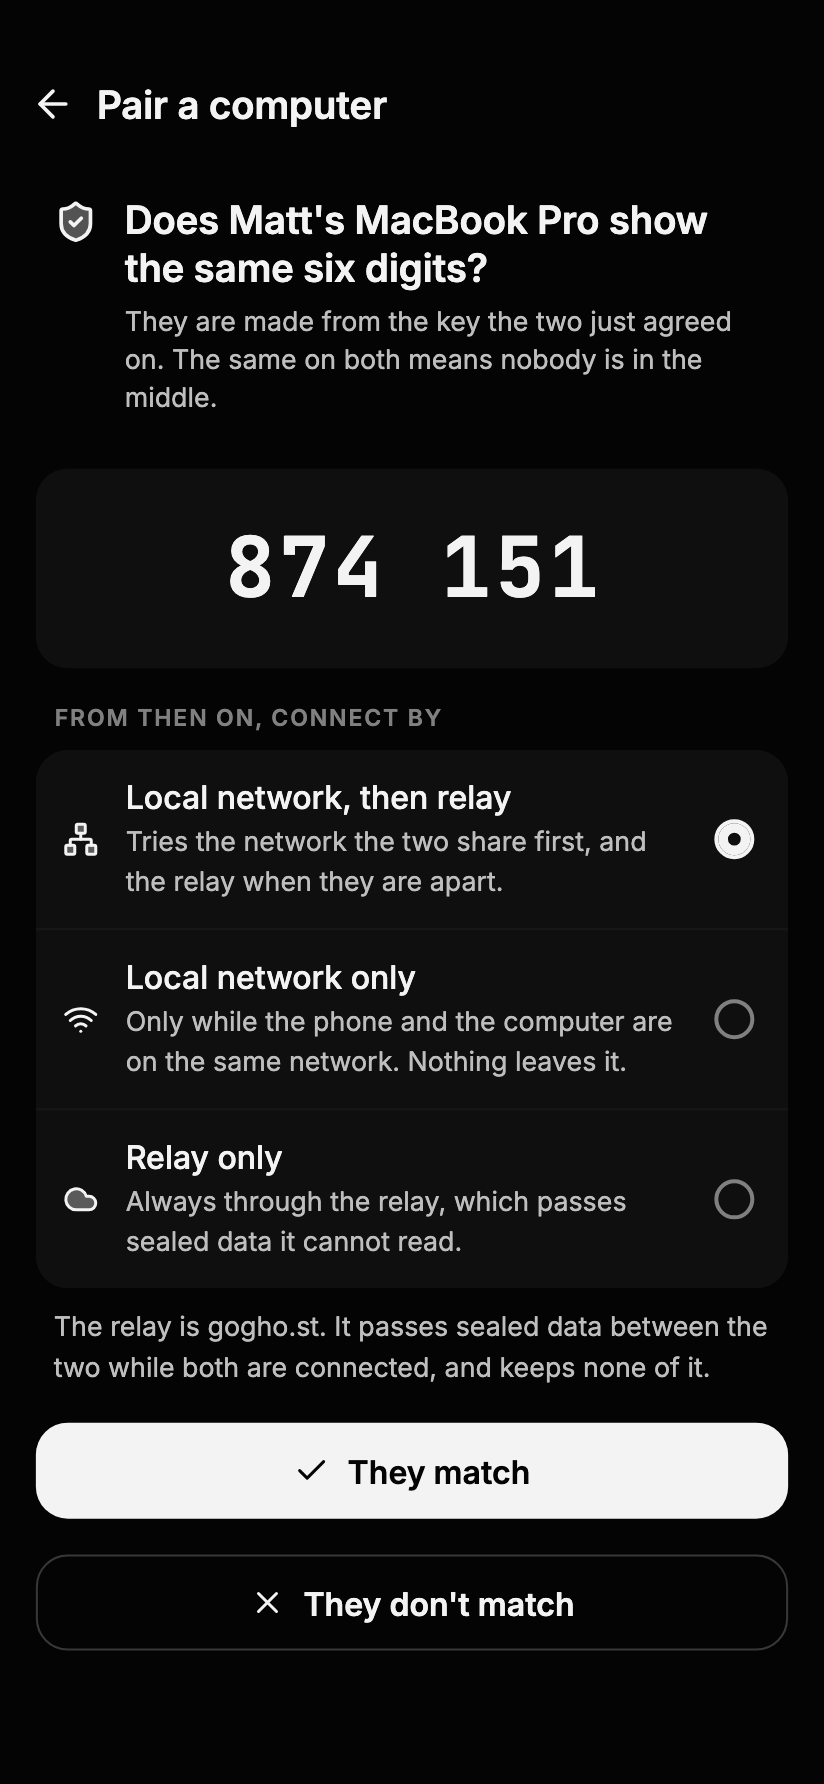 Pair a computer
Does Matt's MacBook Pro show
the same six digits?
They are made from the key the two just agreed
on. The same on both means nobody is in the
middle.
874 151
FROM THEN ON, CONNECT BY
Local network, then relay
Tries the network the two share first, and
the relay when they are apart.
Local network only
Only while the phone and the computer are
on the same network. Nothing leaves it.
Relay only
Always through the relay, which passes
sealed data it cannot read.
The relay is gogho.st. It passes sealed data between the
two while both are connected, and keeps none of it.
They match
They don't match